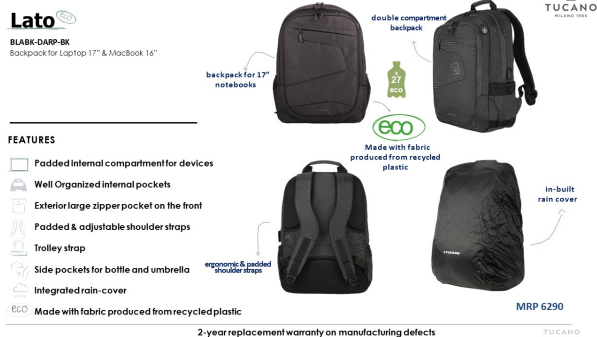 Lato
eco
BLABK-DARP-BK
Backpack for Laptop 17” & MacBook 16”
TUCANO
MILANO 1985
double compartment
backpack
backpack for 17”
notebooks
x
27
eco
eco
Made with fabric
produced from recycled
plastic
FEATURES
Padded Internal compartment for devices
Well Organized internal pockets
Exterior large zipper pocket on the front
Padded & adjustable shoulder straps
Trolley strap
Side pockets for bottle and umbrella
Integrated rain-cover
eco
Made with fabric produced from recycled plastic
ergonomic & padded
shoulder straps
in-built
rain cover
TUCANO
MRP 6290
2-year replacement warranty on manufacturing defects
TUCANO